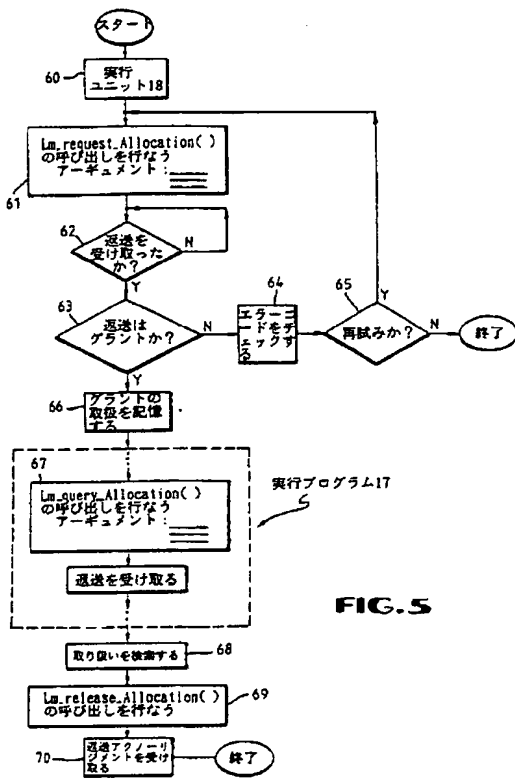 スタート
60
実行
ユニット18
Lm_request_Allocation( )
の呼び出しを行なう
アーギュメント:
61
62
返送を
受け取った
か?
N
Y
63
返送は
グラントか?
N
Y
64
エラーコ
ードをデ
ェックす
る
65
再試みか?
Y
N
終了
66
グラントの
取扱を記憶
する
67
Lm_query_Allocation( )
の呼び出しを行なう
アーギュメント:
返送を受け取る
実行プログラム17
FIG.5
取り扱いを検索する
68
Lm_release_Allocation( )
の呼び出しを行なう
69
70
返送アクノーリ
ジメントを受け
取る
終了